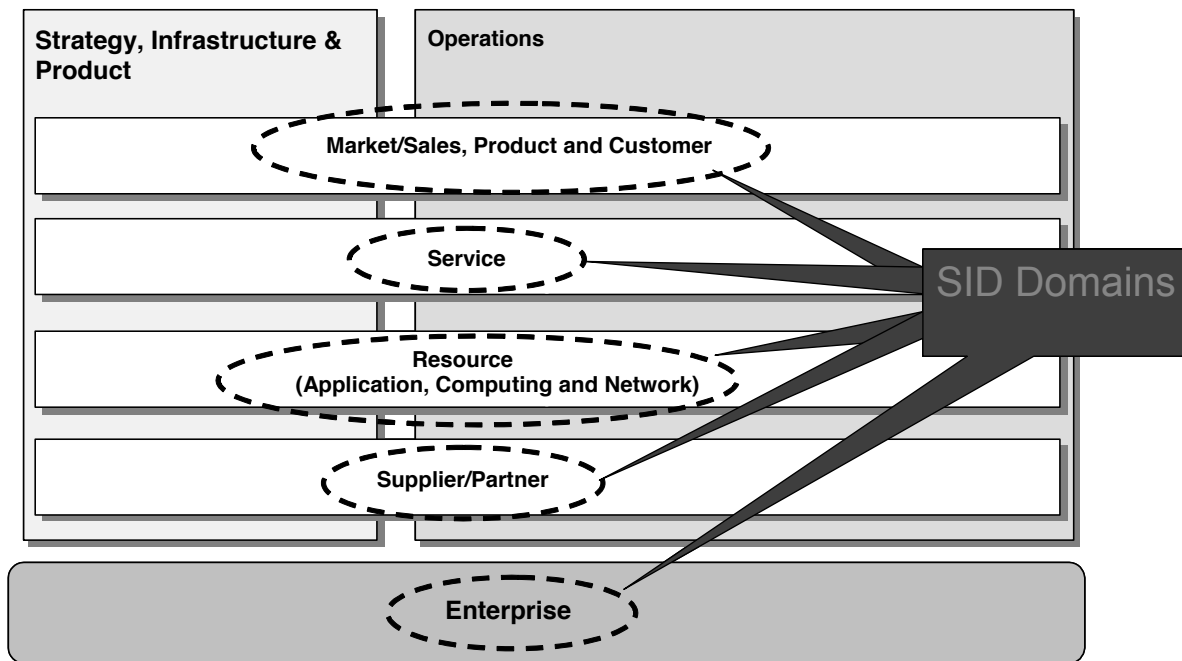 Strategy, Infrastructure &
Product
Operations
Market/Sales, Product and Customer
Service
SID Domains
Resource
(Application, Computing and Network)
Supplier/Partner
Enterprise